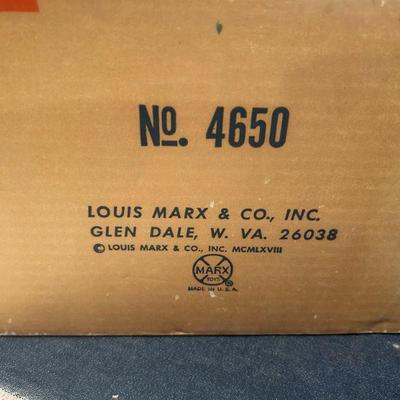 No. 4650
LOUIS MARX & CO., INC.
GLEN DALE, W. VA. 26038
© LOUIS MARX & CO., INC. MCMLXVIII
MARX
TOYS
MADE IN U.S.A.